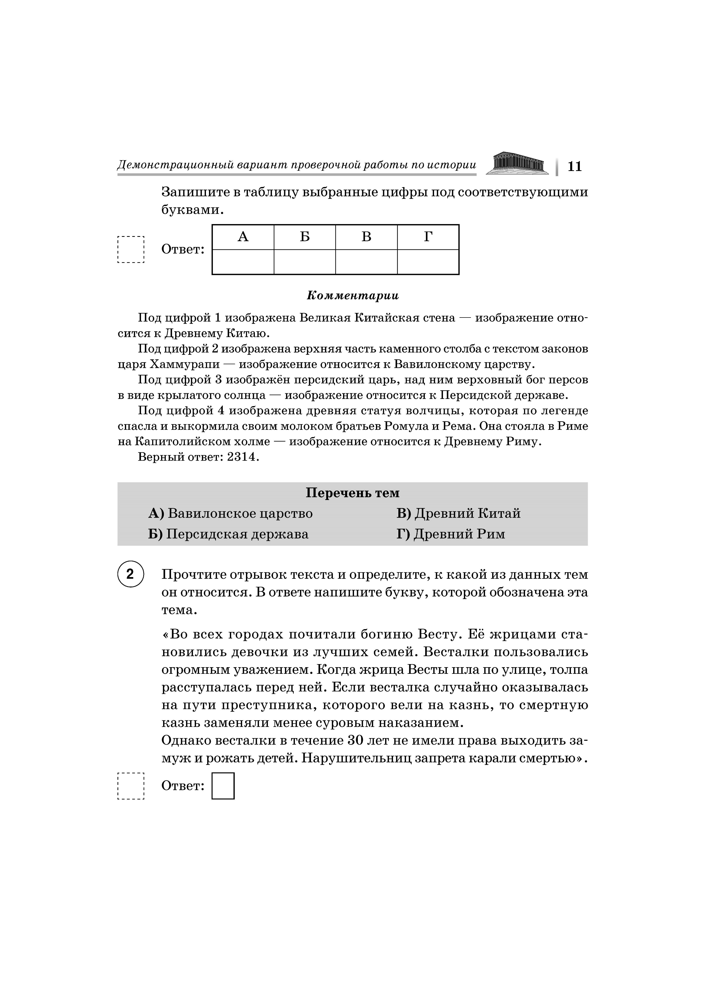 Демонстрационный вариант проверочной работы по истории
11
Запишите в таблицу выбранные цифры под соответствующими
буквами.
А Б В Г
Ответ:
Комментарии
Под цифрой 1 изображена Великая Китайская стена — изображение отно-
сится к Древнему Китаю.
Под цифрой 2 изображена верхняя часть каменного столба с текстом законов
царя Хаммурапи — изображение относится к Вавилонскому царству.
Под цифрой 3 изображён персидский царь, над ним верховный бог персов
в виде крылатого солнца — изображение относится к Персидской державе.
Под цифрой 4 изображена древняя статуя волчицы, которая по легенде
спасла и выкормила своим молоком братьев Ромула и Рема. Она стояла в Риме
на Капитолийском холме — изображение относится к Древнему Риму.
Верный ответ: 2314.
Перечень тем
А) Вавилонское царство
В) Древний Китай
Б) Персидская держава
Г) Древний Рим
2
Прочтите отрывок текста и определите, к какой из данных тем
он относится. В ответе напишите букву, которой обозначена эта
тема.
«Во всех городах почитали богиню Весту. Её жрицами ста-
новились девочки из лучших семей. Весталки пользовались
огромным уважением. Когда жрица Весты шла по улице, толпа
расступалась перед ней. Если весталка случайно оказывалась
на пути преступника, которого вели на казнь, то смертную
казнь заменяли менее суровым наказанием.
Однако весталки в течение 30 лет не имели права выходить за-
муж и рожать детей. Нарушительниц запрета карали смертью».
Ответ: